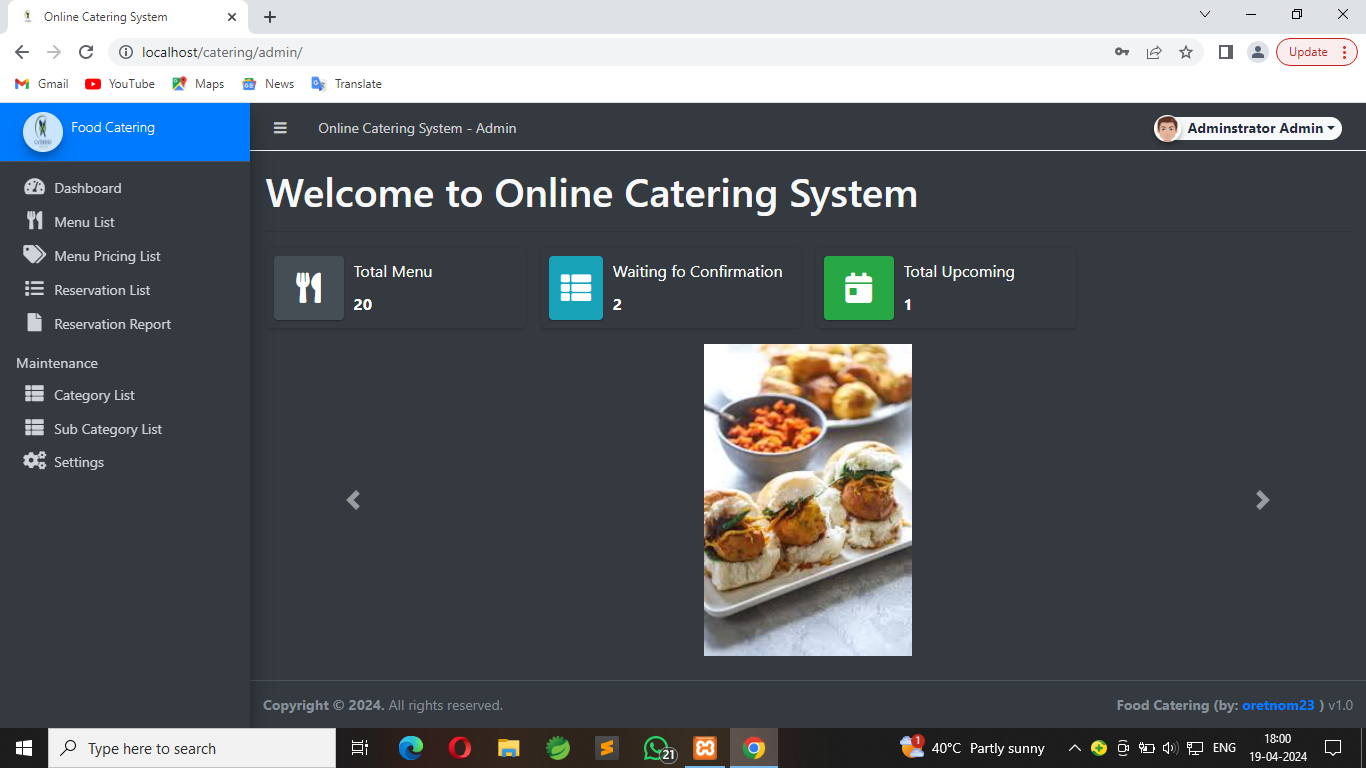 Online Catering System
localhost/catering/admin/
Update
Gmail
YouTube
Maps
News
Translate
Food Catering
Online Catering System - Admin
Adminstrator Admin
Dashboard
Menu List
Menu Pricing List
Reservation List
Reservation Report
Maintenance
Category List
Sub Category List
Settings
Welcome to Online Catering System
Total Menu
20
Waiting fo Confirmation
2
Total Upcoming
1
Copyright © 2024. All rights reserved.
Food Catering (by: oretnom23 ) v1.0
Type here to search
21
1
40°C Partly sunny
ENG
18:00
19-04-2024